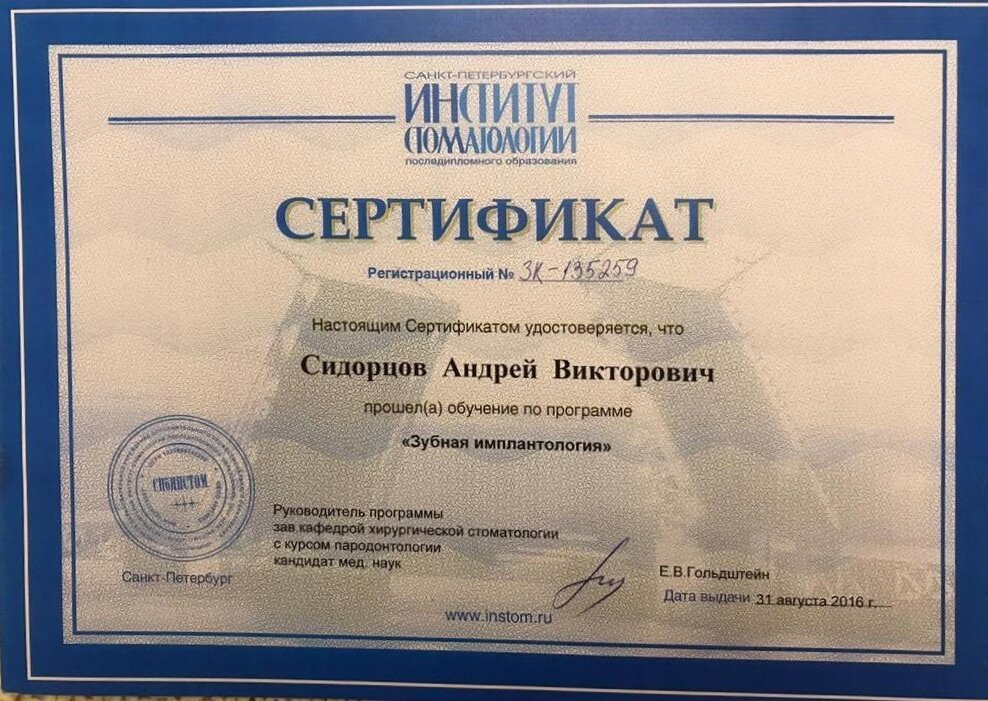 САНКТ-ПЕТЕРБУРГСКИЙ
ИНСТИТУТ
СТОМАТОЛОГИИ
последипломного образования
СЕРТИФИКАТ
Регистрационный № ЗК-135259
Настоящим Сертификатом удостоверяется, что
Сидорцов Андрей Викторович
прошел(а) обучение по программе
«Зубная имплантология»
СПбИНСТОМ
Руководитель программы
зав.кафедрой хирургической стоматологии
с курсом пародонтологии
кандидат мед. наук
Санкт-Петербург
Е.В.Гольдштейн
Дата выдачи 31 августа 2016 г.
www.instom.ru